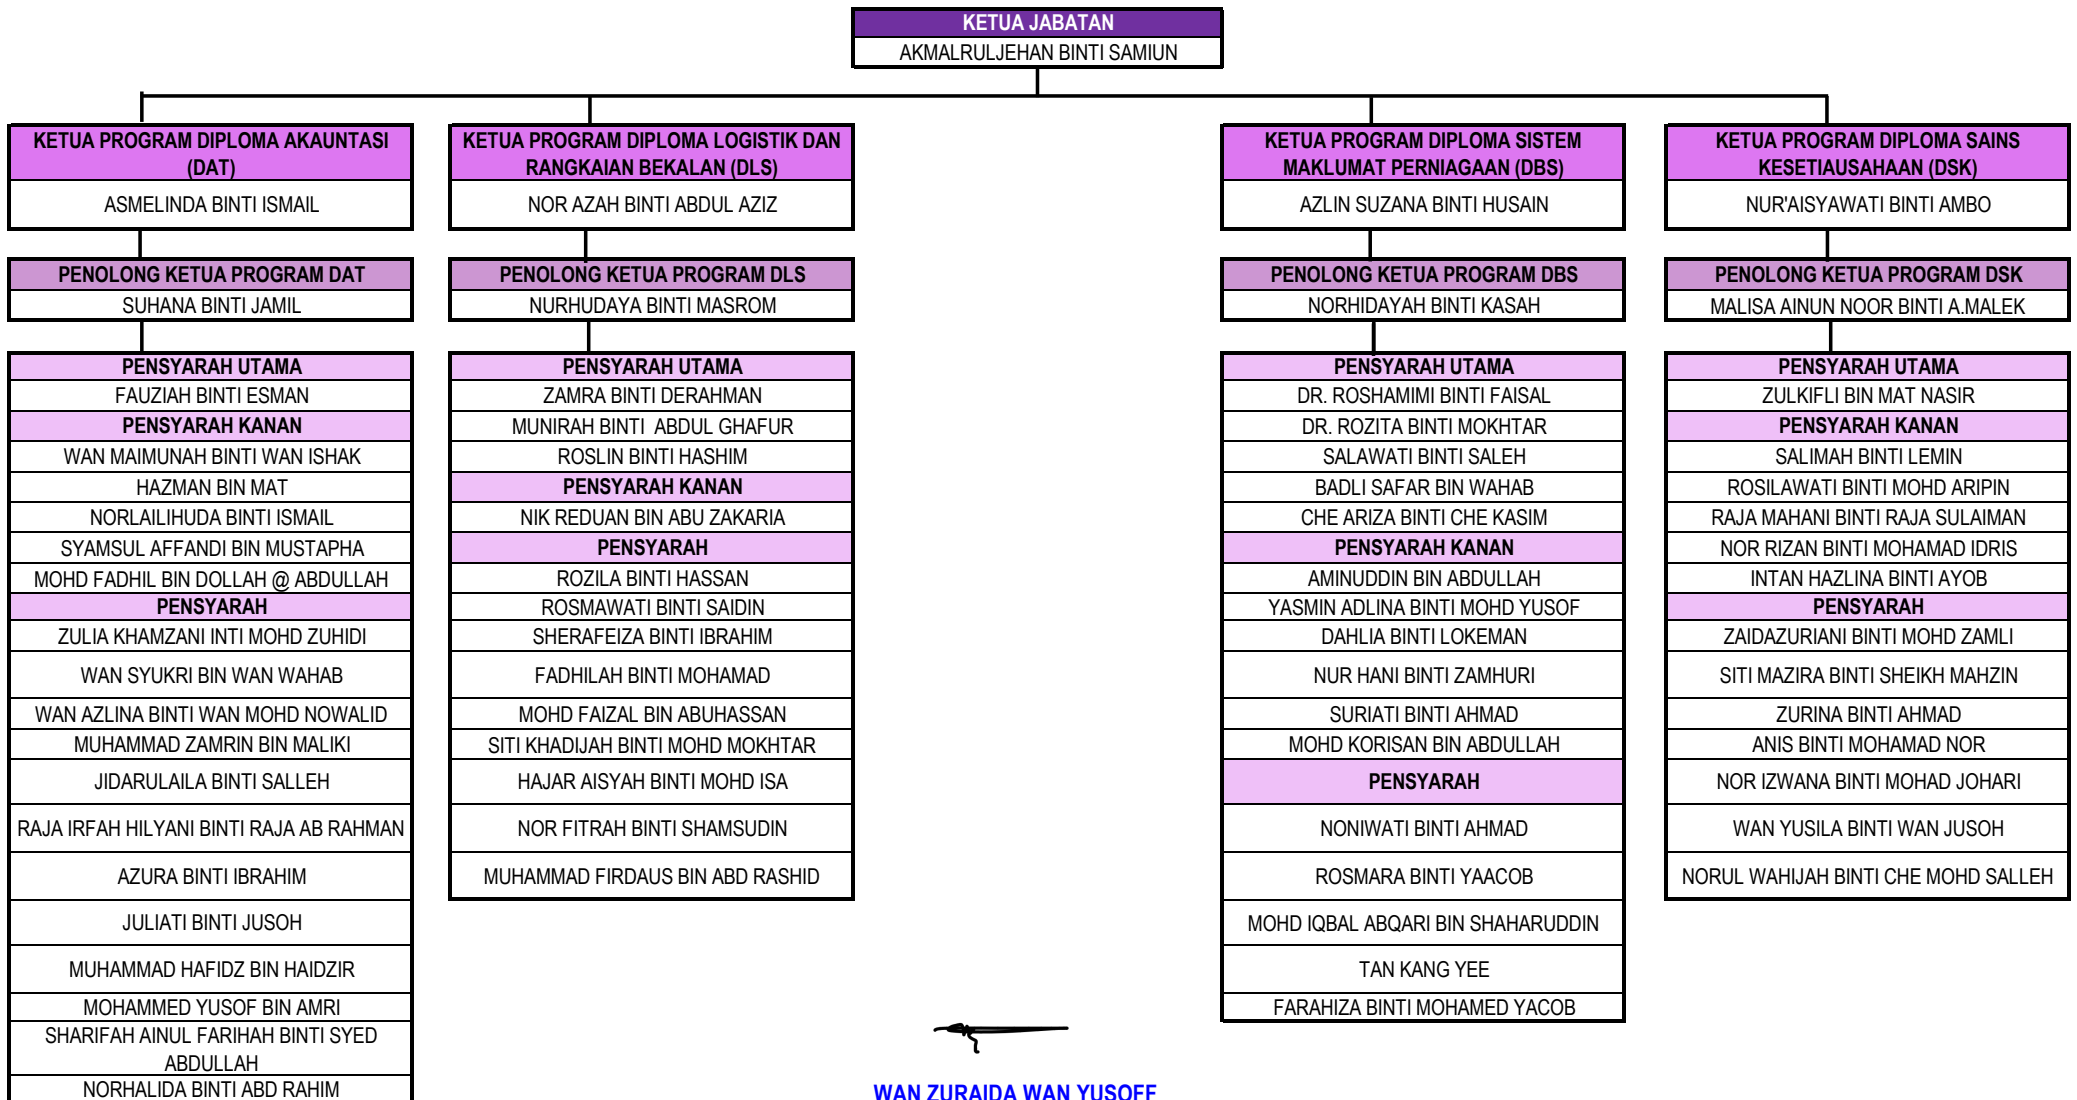 KETUA JABATAN
AKMALRULJEHAN BINTI SAMIUN
KETUA PROGRAM DIPLOMA AKAUNTASI
(DAT)
ASMELINDA BINTI ISMAIL
PENOLONG KETUA PROGRAM DAT
SUHANA BINTI JAMIL
PENSYARAH UTAMA
FAUZIAH BINTI ESMAN
PENSYARAH KANAN
WAN MAIMUNAH BINTI WAN ISHAK
HAZMAN BIN MAT
NORLAILIHUDA BINTI ISMAIL
SYAMSUL AFFANDI BIN MUSTAPHA
MOHD FADHIL BIN DOLLAH @ ABDULLAH
PENSYARAH
ZULIA KHAMZANI INTI MOHD ZUHIDI
WAN SYUKRI BIN WAN WAHAB
WAN AZLINA BINTI WAN MOHD NOWALID
MUHAMMAD ZAMRIN BIN MALIKI
JIDARULAILA BINTI SALLEH
RAJA IRFAH HILYANI BINTI RAJA AB RAHMAN
AZURA BINTI IBRAHIM
JULIATI BINTI JUSOH
MUHAMMAD HAFIDZ BIN HAIDZIR
MOHAMMED YUSOF BIN AMRI
SHARIFAH AINUL FARIHAH BINTI SYED
ABDULLAH
NORHALIDA BINTI ABD RAHIM
KETUA PROGRAM DIPLOMA LOGISTIK DAN
RANGKAIAN BEKALAN (DLS)
NOR AZAH BINTI ABDUL AZIZ
PENOLONG KETUA PROGRAM DLS
NURHUDAYA BINTI MASROM
PENSYARAH UTAMA
ZAMRA BINTI DERAHMAN
MUNIRAH BINTI ABDUL GHAFUR
ROSLIN BINTI HASHIM
PENSYARAH KANAN
NIK REDUAN BIN ABU ZAKARIA
PENSYARAH
ROZILA BINTI HASSAN
ROSMAWATI BINTI SAIDIN
SHERAFEIZA BINTI IBRAHIM
FADHILAH BINTI MOHAMAD
MOHD FAIZAL BIN ABUHASSAN
SITI KHADIJAH BINTI MOHD MOKHTAR
HAJAR AISYAH BINTI MOHD ISA
NOR FITRAH BINTI SHAMSUDIN
MUHAMMAD FIRDAUS BIN ABD RASHID
KETUA PROGRAM DIPLOMA SISTEM
MAKLUMAT PERNIAGAAN (DBS)
AZLIN SUZANA BINTI HUSAIN
PENOLONG KETUA PROGRAM DBS
NORHIDAYAH BINTI KASAH
PENSYARAH UTAMA
DR. ROSHAMIMI BINTI FAISAL
DR. ROZITA BINTI MOKHTAR
SALAWATI BINTI SALEH
BADLI SAFAR BIN WAHAB
CHE ARIZA BINTI CHE KASIM
PENSYARAH KANAN
AMINUDDIN BIN ABDULLAH
YASMIN ADLINA BINTI MOHD YUSOF
DAHLIA BINTI LOKEMAN
NUR HANI BINTI ZAMHURI
SURIATI BINTI AHMAD
MOHD KORISAN BIN ABDULLAH
PENSYARAH
NONIWATI BINTI AHMAD
ROSMARA BINTI YAACOB
MOHD IQBAL ABQARI BIN SHAHARUDDIN
TAN KANG YEE
FARAHIZA BINTI MOHAMED YACOB
KETUA PROGRAM DIPLOMA SAINS
KESETIAUSAHAAN (DSK)
NUR'AISYAWATI BINTI AMBO
PENOLONG KETUA PROGRAM DSK
MALISA AINUN NOOR BINTI A.MALEK
PENSYARAH UTAMA
ZULKIFLI BIN MAT NASIR
PENSYARAH KANAN
SALIMAH BINTI LEMIN
ROSILAWATI BINTI MOHD ARIPIN
RAJA MAHANI BINTI RAJA SULAIMAN
NOR RIZAN BINTI MOHAMAD IDRIS
INTAN HAZLINA BINTI AYOB
PENSYARAH
ZAIDAZURIANI BINTI MOHD ZAMLI
SITI MAZIRA BINTI SHEIKH MAHZIN
ZURINA BINTI AHMAD
ANIS BINTI MOHAMAD NOR
NOR IZWANA BINTI MOHAD JOHARI
WAN YUSILA BINTI WAN JUSOH
NORUL WAHIJAH BINTI CHE MOHD SALLEH
WAN ZURAIDA WAN YUSOFF